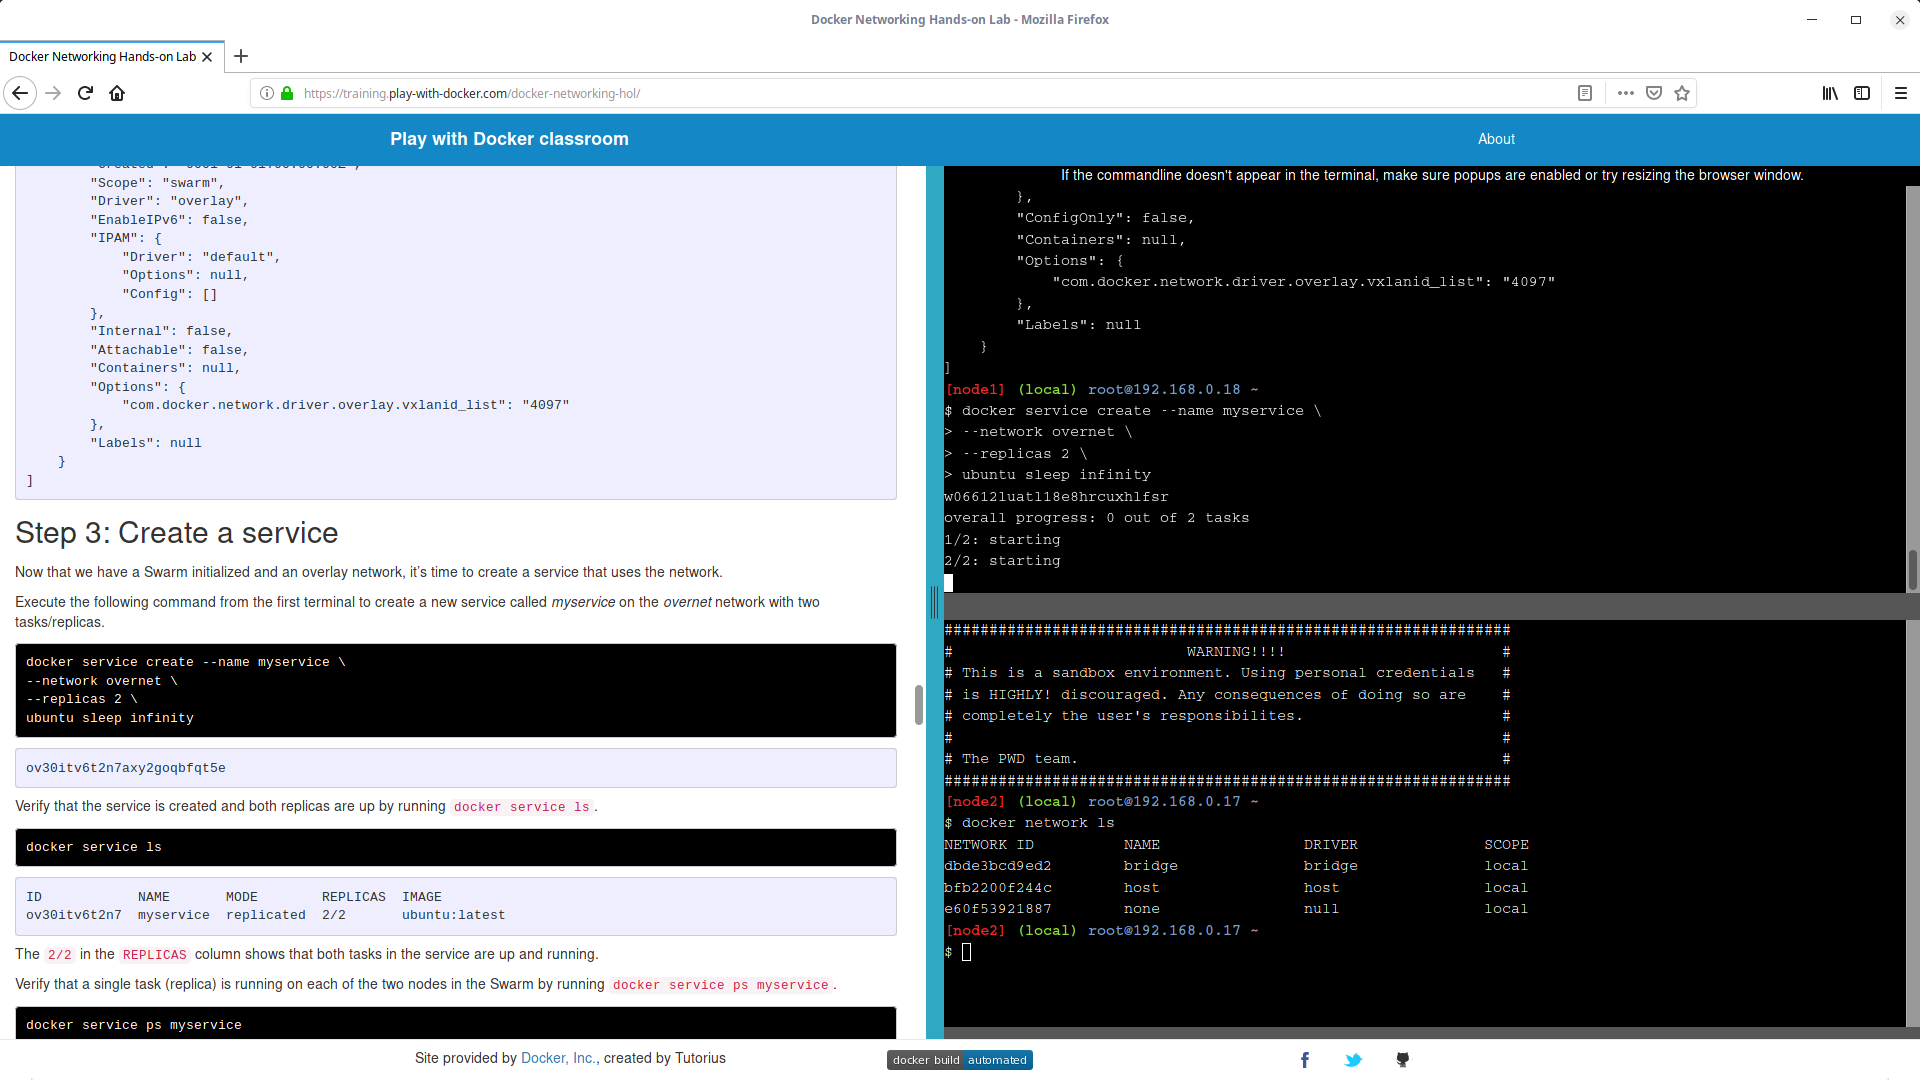 Docker Networking Hands-on Lab - Mozilla Firefox
Docker Networking Hands-on Lab
https://training.play-with-docker.com/docker-networking-hol/
Play with Docker classroom
About
"Scope": "swarm",
"Driver": "overlay",
"EnableIPv6": false,
"IPAM": {
"Driver": "default",
"Options": null,
"Config": []
},
"Internal": false,
"Attachable": false,
"Containers": null,
"Options": {
"com.docker.network.driver.overlay.vxlanid_list": "4097"
},
"Labels": null
}
]
Step 3: Create a service
Now that we have a Swarm initialized and an overlay network, it's time to create a service that uses the network.
Execute the following command from the first terminal to create a new service called myservice on the overnet network with two
tasks/replicas.
docker service create --name myservice \
--network overnet \
--replicas 2 \
ubuntu sleep infinity
ov30itv6t2n7axy2goqbfqt5e
Verify that the service is created and both replicas are up by running docker service ls.
docker service ls
ID NAME MODE REPLICAS IMAGE
ov30itv6t2n7 myservice replicated 2/2 ubuntu:latest
The 2/2 in the REPLICAS column shows that both tasks in the service are up and running.
Verify that a single task (replica) is running on each of the two nodes in the Swarm by running docker service ps myservice.
docker service ps myservice
If the commandline doesn't appear in the terminal, make sure popups are enabled or try resizing the browser window.
},
"ConfigOnly": false,
"Containers": null,
"Options": {
"com.docker.network.driver.overlay.vxlanid_list": "4097"
},
"Labels": null
}
]
[node1] (local) root@192.168.0.18 ~
$ docker service create --name myservice \
> --network overnet \
> --replicas 2 \
> ubuntu sleep infinity
overall progress: 0 out of 2 tasks
1/2: starting
2/2: starting
###############################################################
# WARNING!!!! #
# This is a sandbox environment. Using personal credentials #
# is HIGHLY! discouraged. Any consequences of doing so are #
# completely the user's responsibilites. #
# #
# The PWD team. #
###############################################################
[node2] (local) root@192.168.0.17 ~
$ docker network ls
NETWORK ID NAME DRIVER SCOPE
dbde3bcd9ed2 bridge bridge local
bfb2200f244c host host local
e60f53921887 none null local
[node2] (local) root@192.168.0.17 ~
$
Site provided by Docker, Inc., created by Tutorius
docker build automated